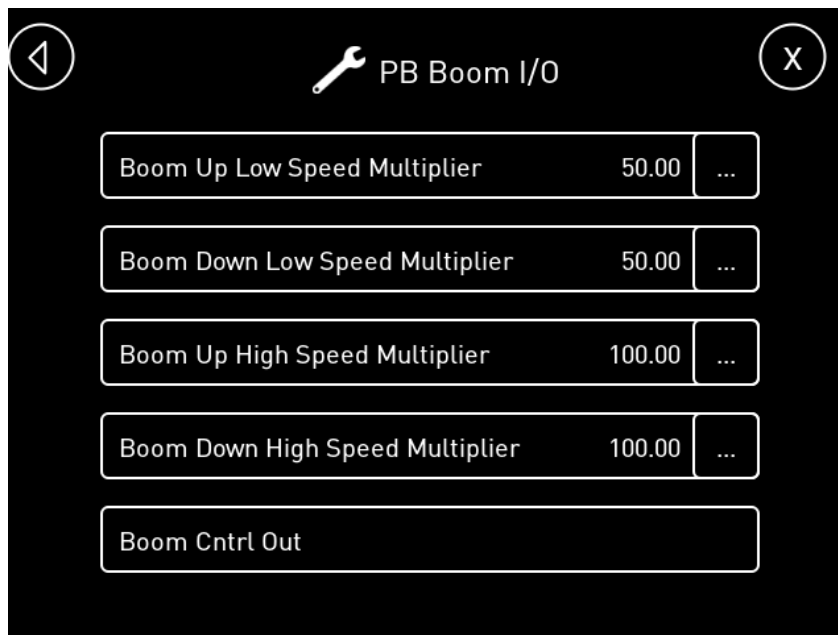 PB Boom I/O
X
Boom Up Low Speed Multiplier 50.00 ...
Boom Down Low Speed Multiplier 50.00 ...
Boom Up High Speed Multiplier 100.00 ...
Boom Down High Speed Multiplier 100.00 ...
Boom Cntrl Out